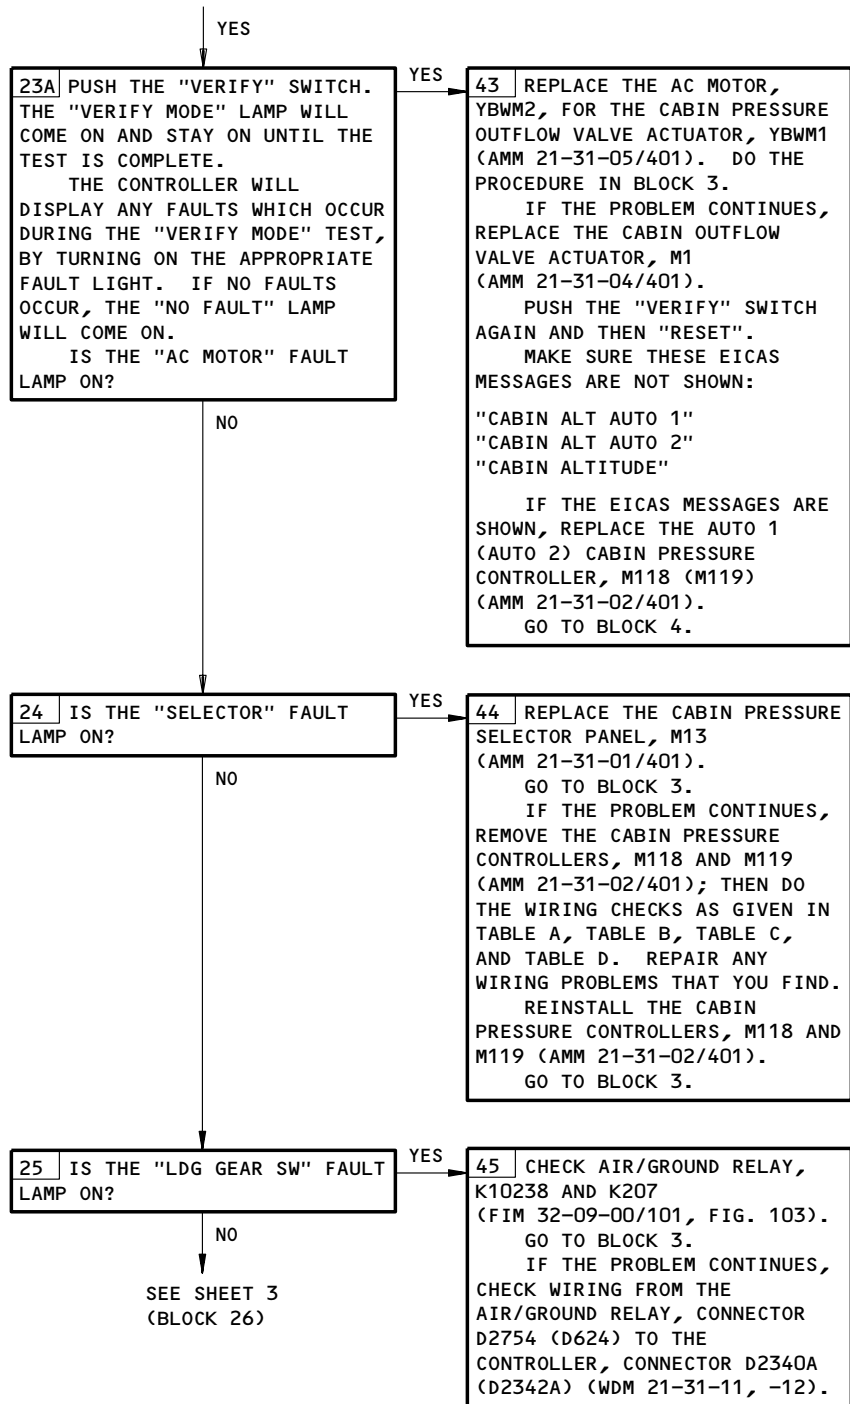 YES
23A PUSH THE "VERIFY" SWITCH.
THE "VERIFY MODE" LAMP WILL
COME ON AND STAY ON UNTIL THE
TEST IS COMPLETE.
THE CONTROLLER WILL
DISPLAY ANY FAULTS WHICH OCCUR
DURING THE "VERIFY MODE" TEST,
BY TURNING ON THE APPROPRIATE
FAULT LIGHT. IF NO FAULTS
OCCUR, THE "NO FAULT" LAMP
WILL COME ON.
IS THE "AC MOTOR" FAULT
LAMP ON?
YES
43 REPLACE THE AC MOTOR,
YBWM2, FOR THE CABIN PRESSURE
OUTFLOW VALVE ACTUATOR, YBWM1
(AMM 21-31-05/401). DO THE
PROCEDURE IN BLOCK 3.
IF THE PROBLEM CONTINUES,
REPLACE THE CABIN OUTFLOW
VALVE ACTUATOR, M1
(AMM 21-31-04/401).
PUSH THE "VERIFY" SWITCH
AGAIN AND THEN "RESET".
MAKE SURE THESE EICAS
MESSAGES ARE NOT SHOWN:
"CABIN ALT AUTO 1"
"CABIN ALT AUTO 2"
"CABIN ALTITUDE"
IF THE EICAS MESSAGES ARE
SHOWN, REPLACE THE AUTO 1
(AUTO 2) CABIN PRESSURE
CONTROLLER, M118 (M119)
(AMM 21-31-02/401).
GO TO BLOCK 4.
NO
24 IS THE "SELECTOR" FAULT
LAMP ON?
YES
44 REPLACE THE CABIN PRESSURE
SELECTOR PANEL, M13
(AMM 21-31-01/401).
GO TO BLOCK 3.
IF THE PROBLEM CONTINUES,
REMOVE THE CABIN PRESSURE
CONTROLLERS, M118 AND M119
(AMM 21-31-02/401); THEN DO
THE WIRING CHECKS AS GIVEN IN
TABLE A, TABLE B, TABLE C,
AND TABLE D. REPAIR ANY
WIRING PROBLEMS THAT YOU FIND.
REINSTALL THE CABIN
PRESSURE CONTROLLERS, M118 AND
M119 (AMM 21-31-02/401).
GO TO BLOCK 3.
NO
25 IS THE "LDG GEAR SW" FAULT
LAMP ON?
YES
45 CHECK AIR/GROUND RELAY,
K10238 AND K207
(FIM 32-09-00/101, FIG. 103).
GO TO BLOCK 3.
IF THE PROBLEM CONTINUES,
CHECK WIRING FROM THE
AIR/GROUND RELAY, CONNECTOR
D2754 (D624) TO THE
CONTROLLER, CONNECTOR D2340A
(D2342A) (WDM 21-31-11, -12).
NO
SEE SHEET 3
(BLOCK 26)